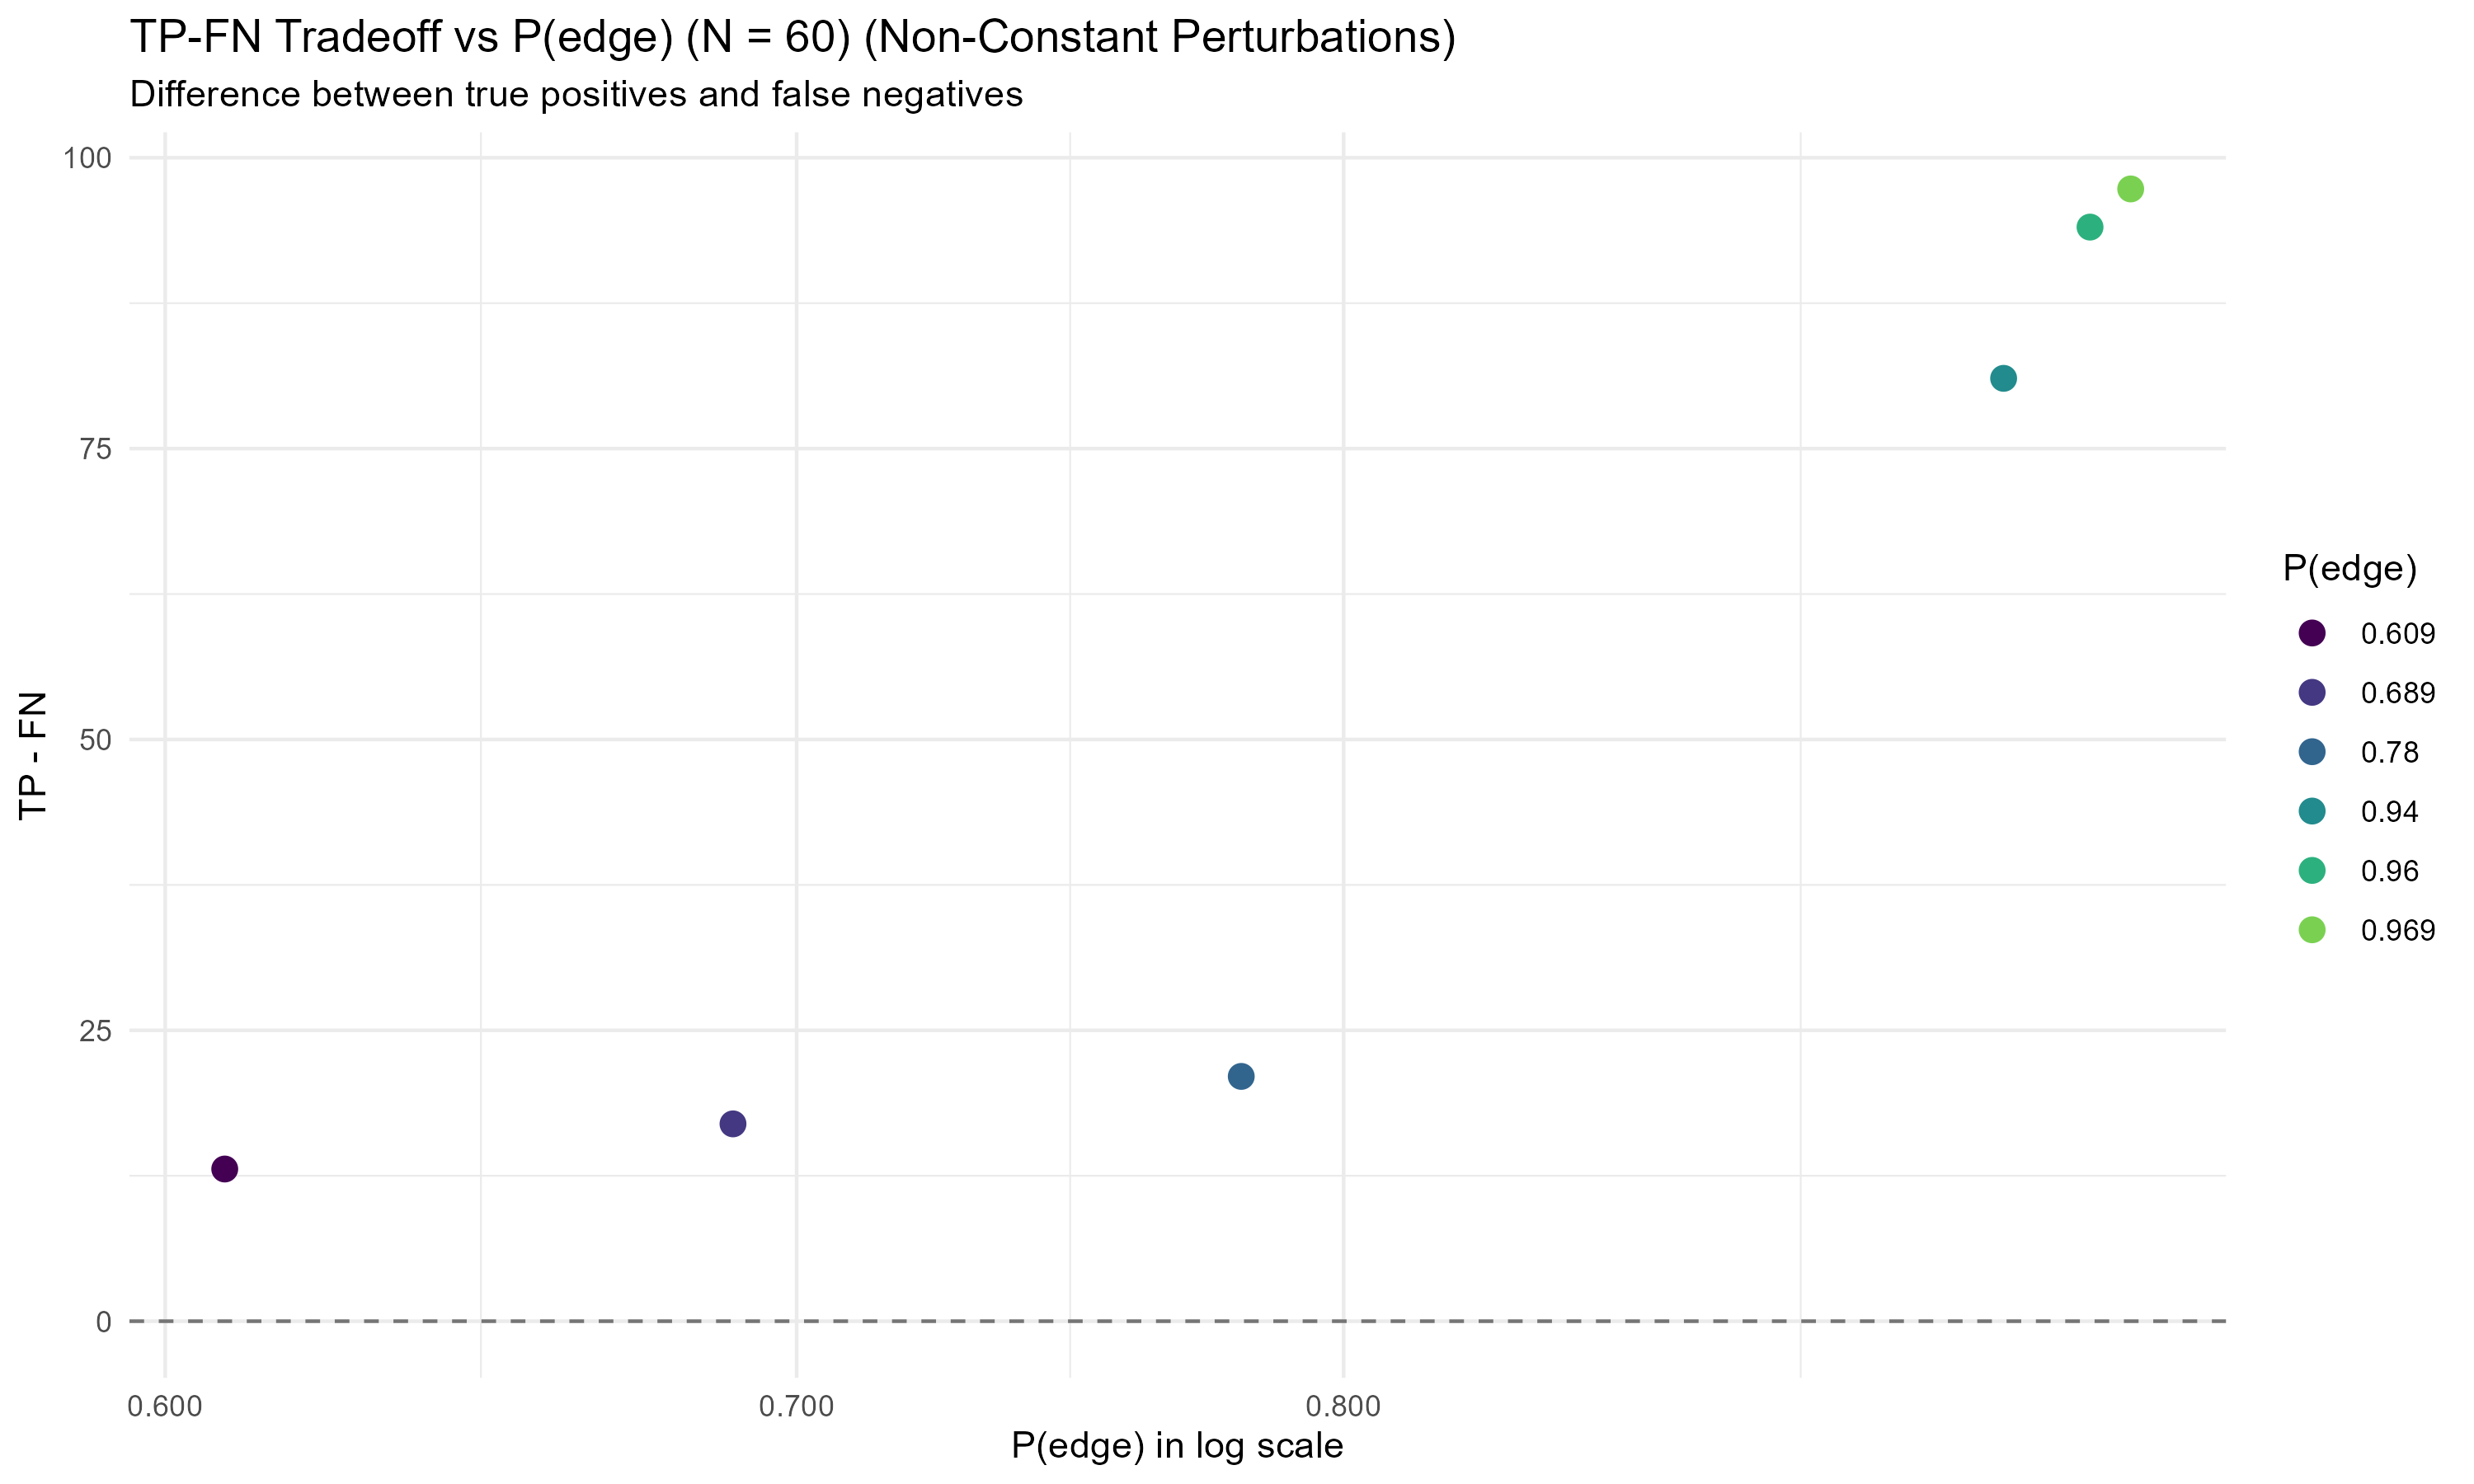 TP-FN Tradeoff vs P(edge) (N = 60) (Non-Constant Perturbations)
Difference between true positives and false negatives
100
75
50
25
0
TP - FN
0.600
0.700
0.800
P(edge) in log scale
P(edge)
0.609
0.689
0.78
0.94
0.96
0.969